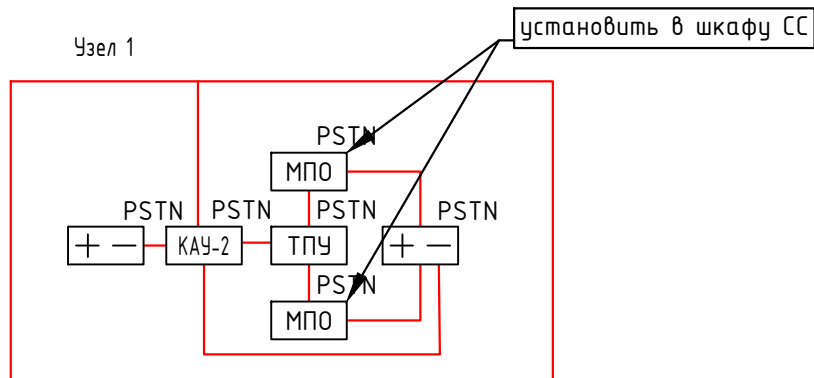 установить в шкафу СС
Узел 1
PSTN
МПО
PSTN
PSTN
PSTN
PSTN
+ −
КАУ-2
ТПУ
+ −
PSTN
МПО